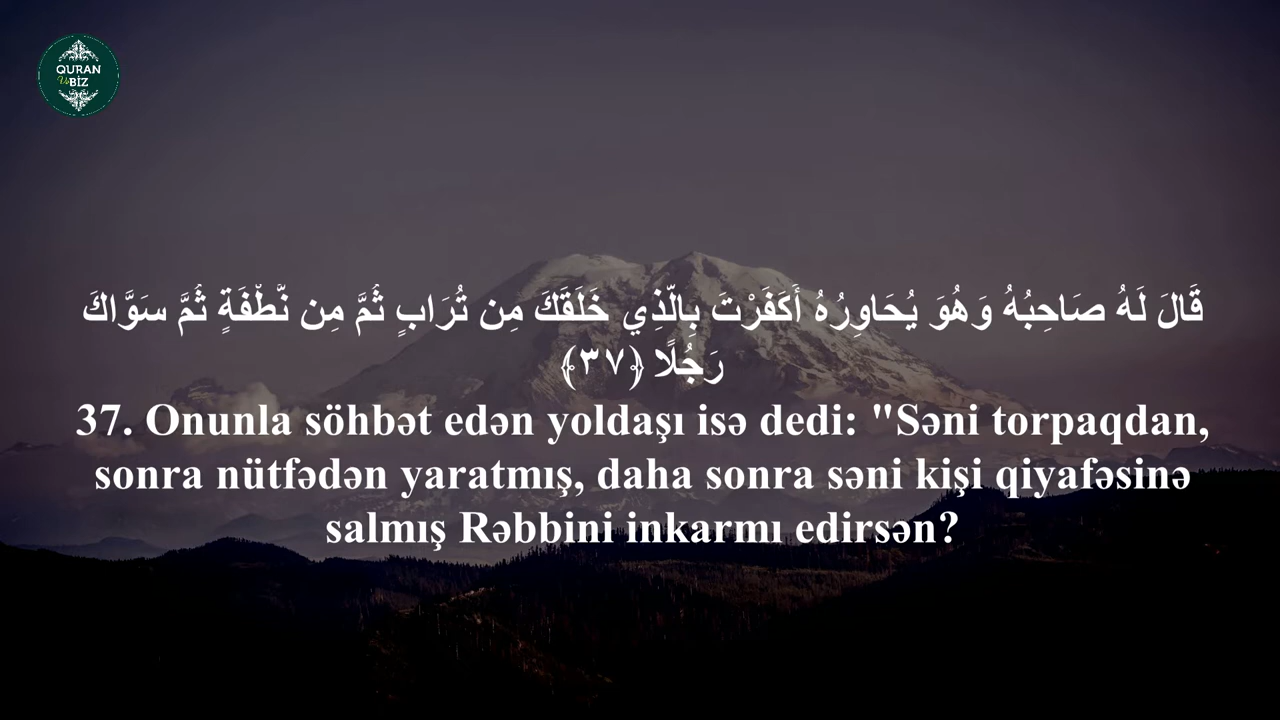 QURAN
Və
BİZ
قَالَ لَهُ صَاحِبُهُ وَهُوَ يُحَاوِرُهُ أَكَفَرْتَ بِالَّذِي خَلَقَكَ مِن تُرَابٍ ثُمَّ مِن نُّطْفَةٍ ثُمَّ سَوَّاكَ
رَجُلًا ﴿٣٧﴾
37. Onunla söhbət edən yoldaşı isə dedi: "Səni torpaqdan,
sonra nütfədən yaratmış, daha sonra səni kişi qiyafəsinə
salmış Rəbbini inkarmı edirsən?